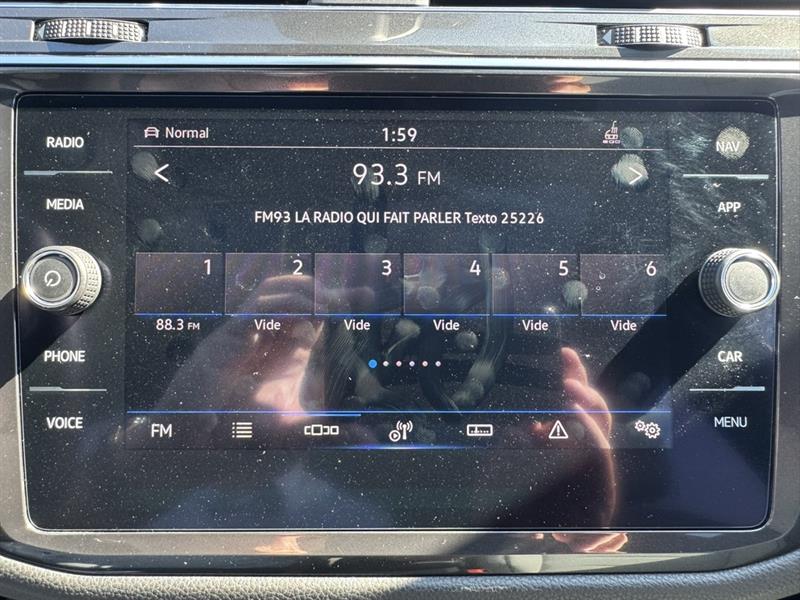 RADIO
MEDIA
PHONE
VOICE
Normal
1:59
93.3 FM
FM93 LA RADIO QUI FAIT PARLER Texto 25226
1 2 3 4 5 6
88.3 FM Vide Vide Vide Vide Vide
FM
NAV
APP
CAR
MENU